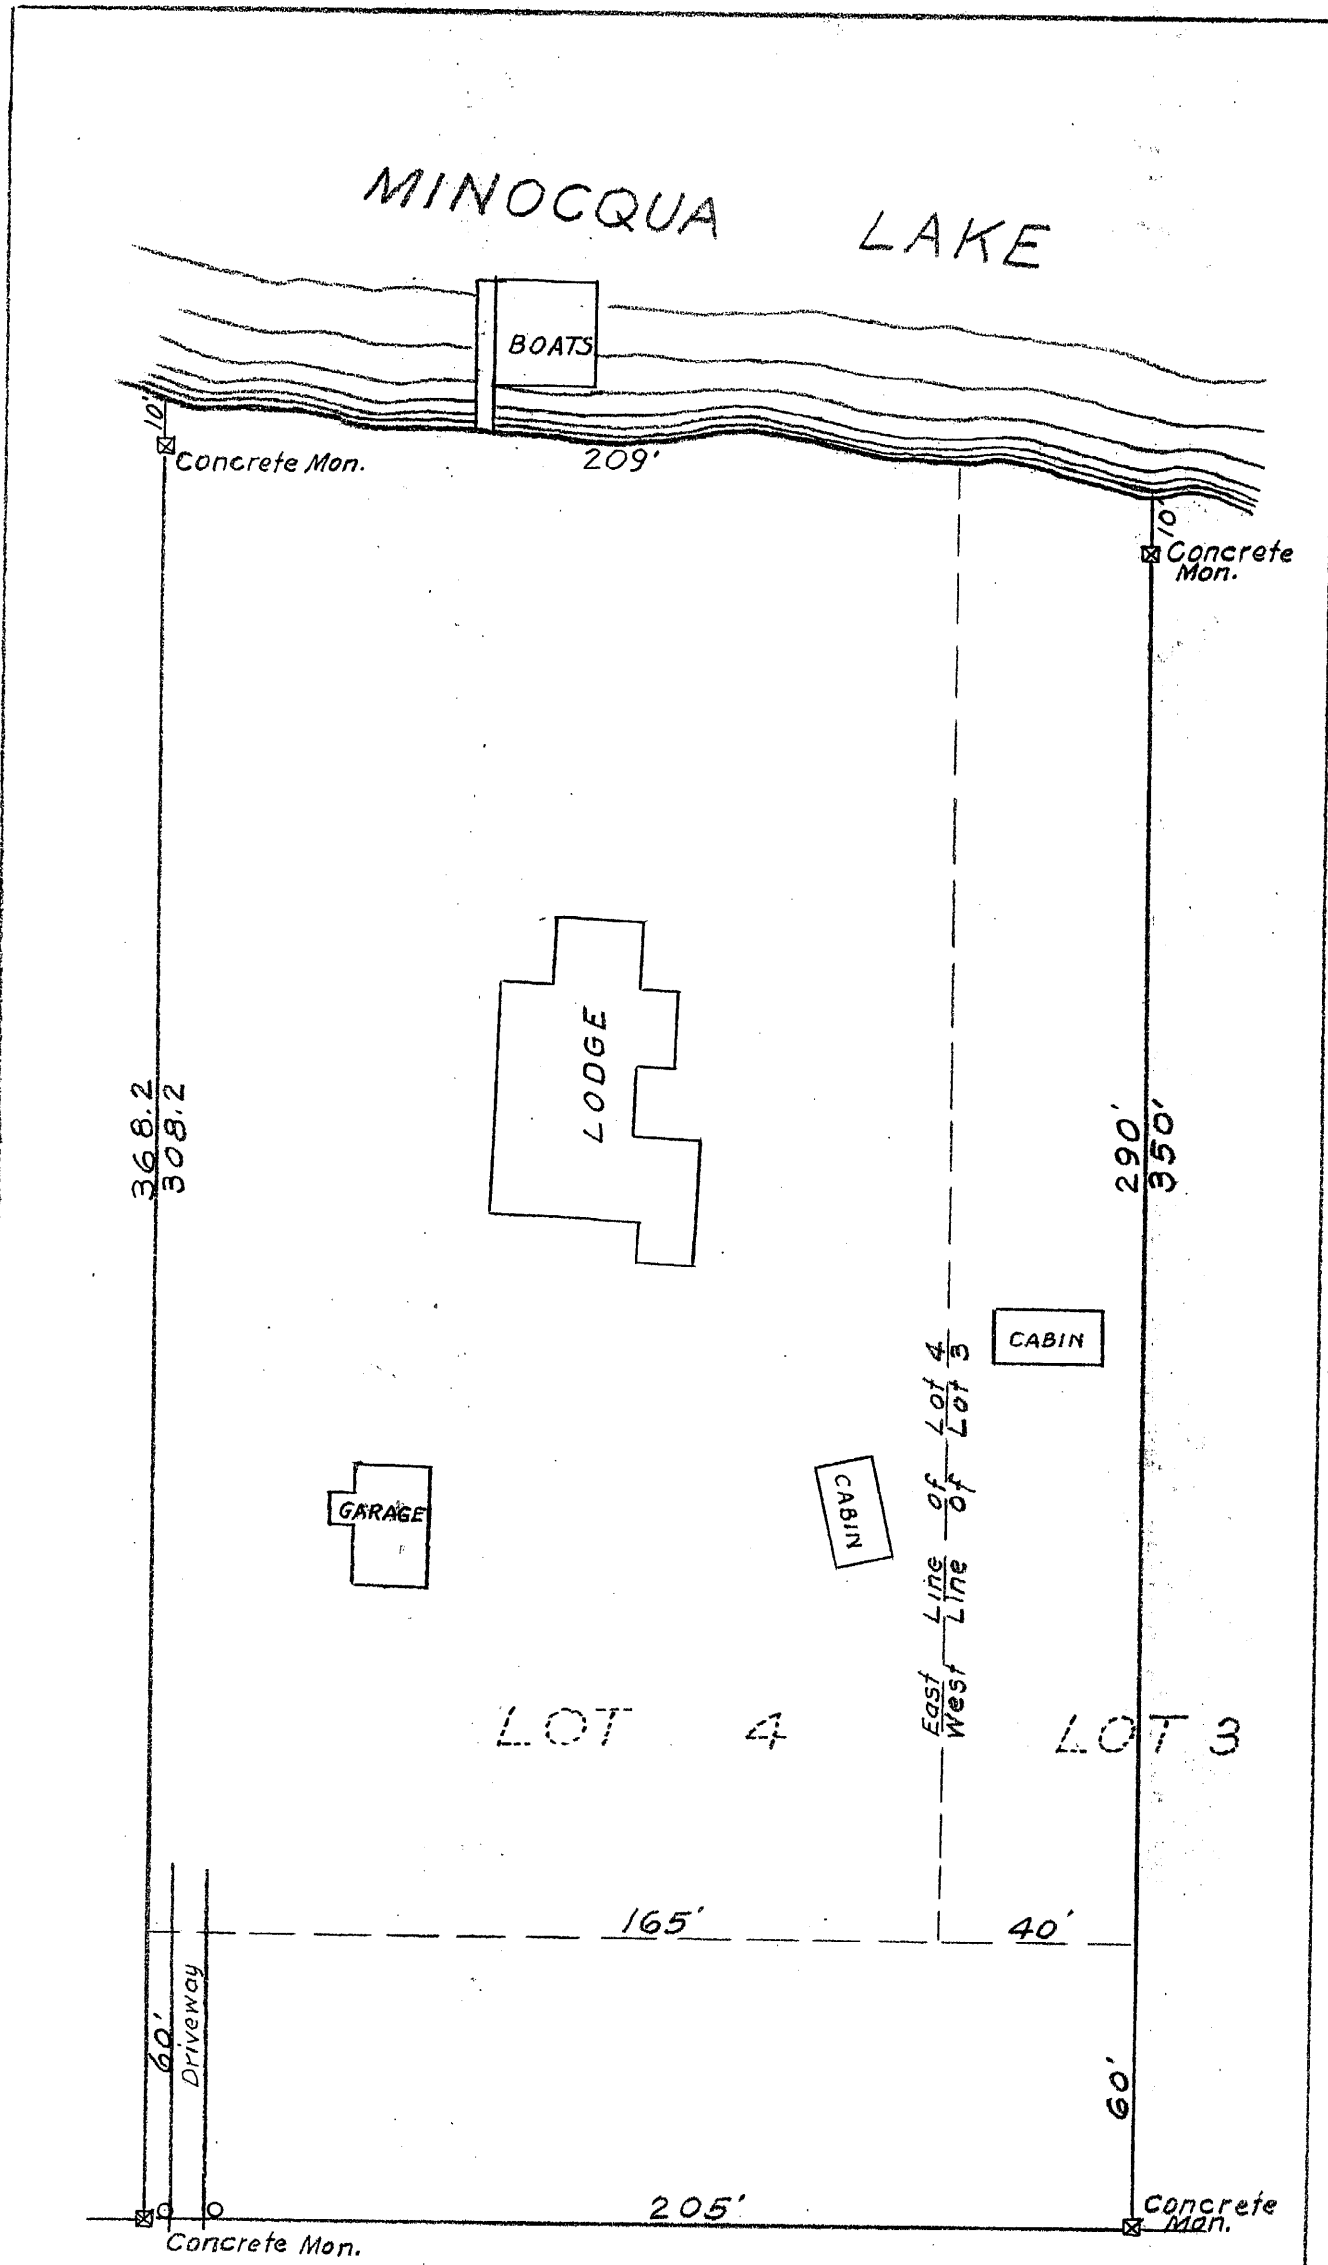 MINOCQUA LAKE
BOATS
10'
Concrete Mon.
209'
10'
Concrete
Mon.
LODGE
368.2
308.2
290'
350'
CABIN
CABIN
GARAGE
East Line of Lot 4
West Line of Lot 3
LOT 4
LOT 3
165'
40'
60'
Driveway
60'
205'
Concrete Mon.
Concrete
Mon.